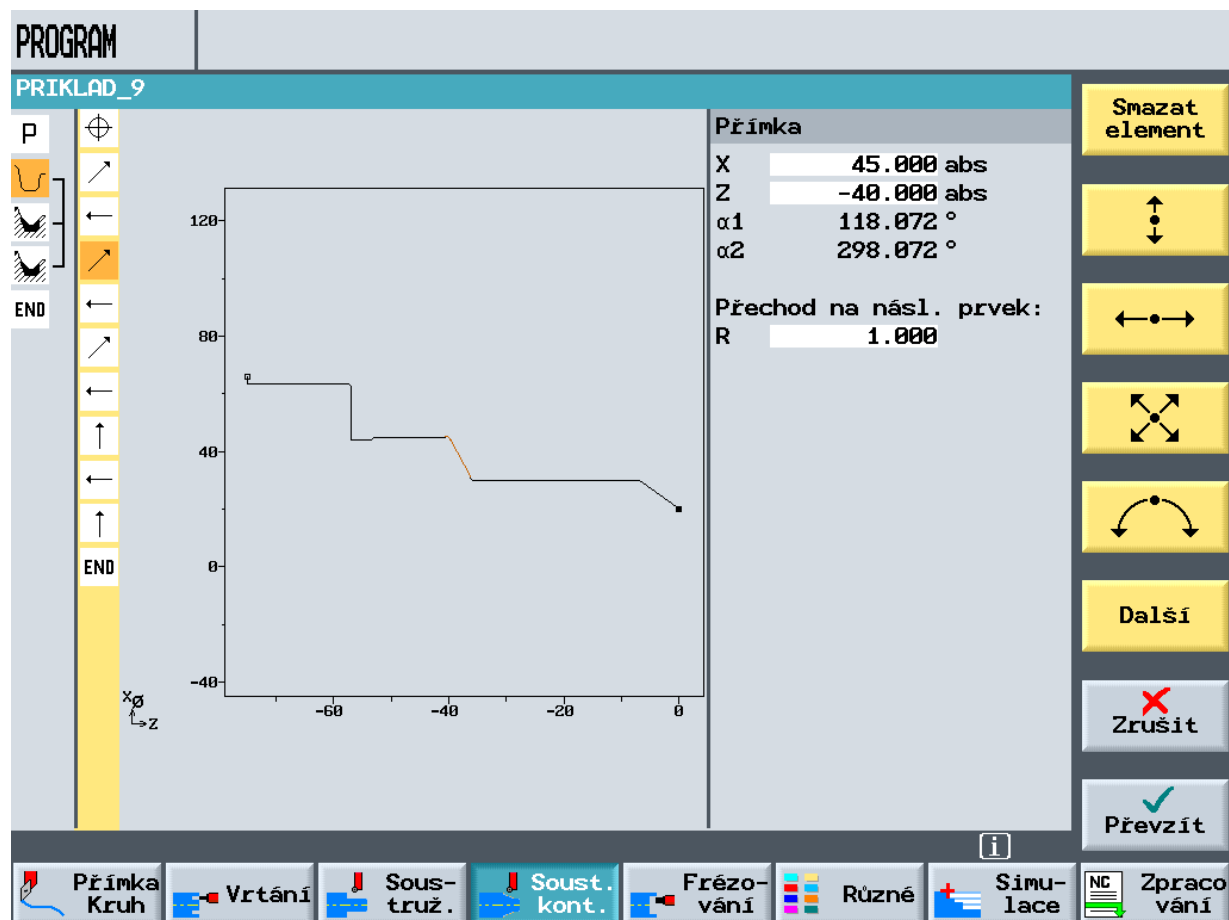 PROGRAM
PRIKLAD_9
P
END
END
120
80
40
0
-40
-60
-40
-20
0
XØ
Z
Přímka
X 45.000 abs
Z -40.000 abs
α1 118.072 °
α2 298.072 °
Přechod na násl. prvek:
R 1.000
Smazat
element
Další
Zrušit
Převzít
i
Přímka
Kruh
Vrtání
Sous-
truž.
Soust.
kont.
Frézo-
vání
Různé
Simu-
lace
NC
Zpraco
vání